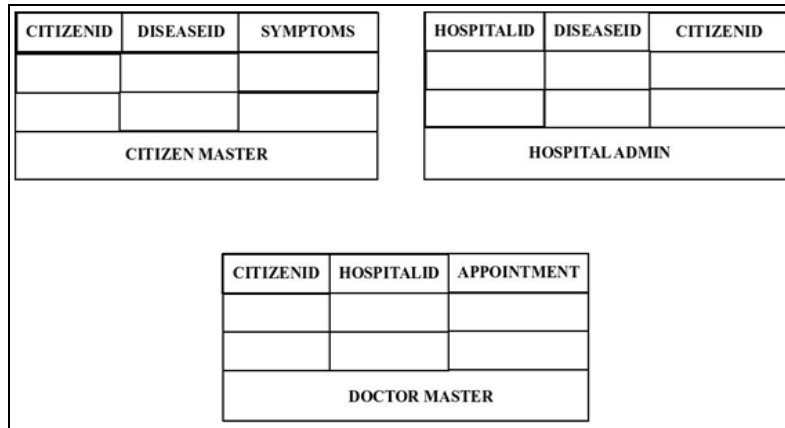 CITIZENID DISEASEID SYMPTOMS
CITIZEN MASTER
HOSPITALID DISEASEID CITIZENID
HOSPITAL ADMIN
CITIZENID HOSPITALID APPOINTMENT
DOCTOR MASTER